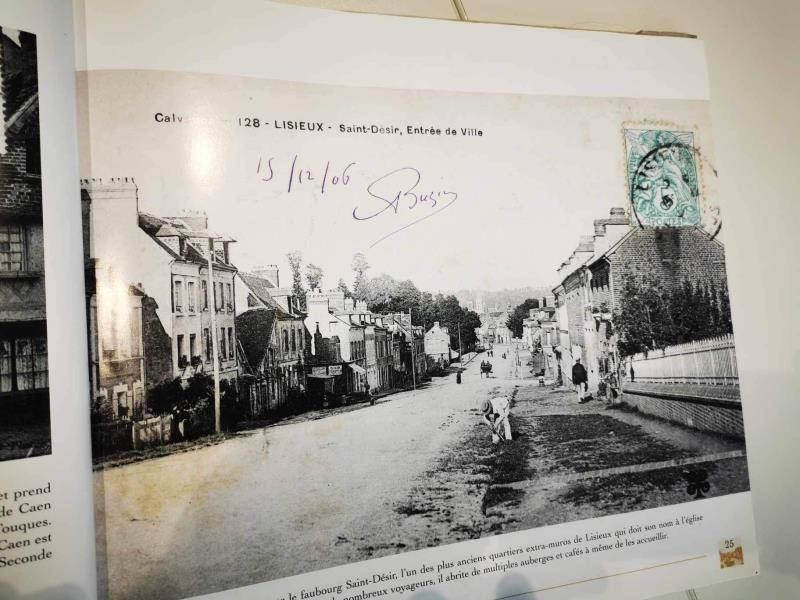 Calv 128 - LISIEUX - Saint-Désir, Entrée de Ville
15/12/06
LISIEUX
et prend
de Caen
Touques.
Caen est
Seconde
le faubourg Saint-Désir, l'un des plus anciens quartiers extra-muros de Lisieux qui doit son nom à l'église
nombreux voyageurs, il abrite de multiples auberges et cafés à même de les accueillir.
25